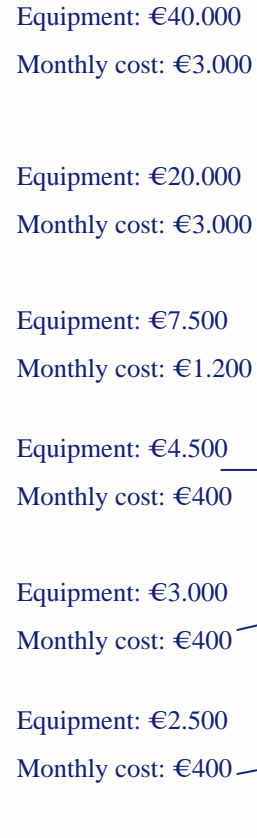 Equipment: €40.000
Monthly cost: €3.000
Equipment: €20.000
Monthly cost: €3.000
Equipment: €7.500
Monthly cost: €1.200
Equipment: €4.500
Monthly cost: €400
Equipment: €3.000
Monthly cost: €400
Equipment: €2.500
Monthly cost: €400